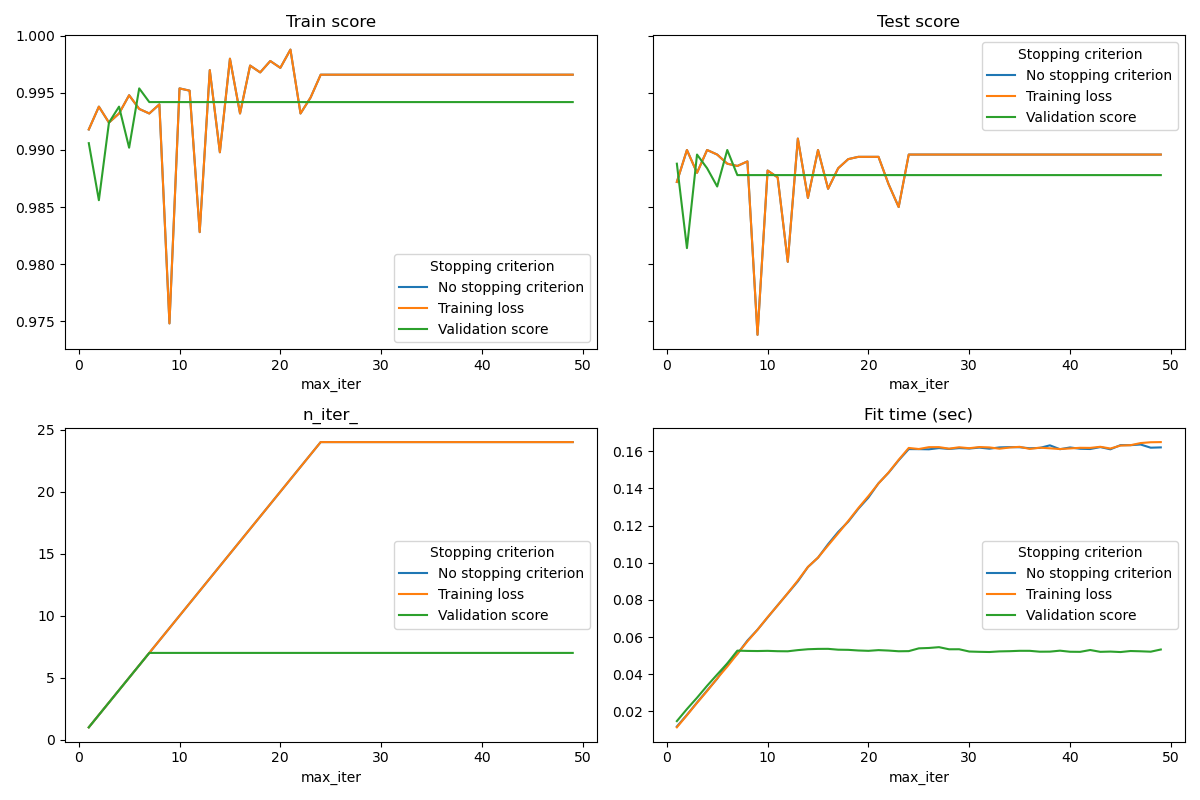 Train score
1.000
0.995
0.990
0.985
0.980
0.975
0 10 20 30 40 50
max_iter
Stopping criterion
No stopping criterion
Training loss
Validation score
Test score
0 10 20 30 40 50
max_iter
Stopping criterion
No stopping criterion
Training loss
Validation score
n_iter_
25
20
15
10
5
0
0 10 20 30 40 50
max_iter
Stopping criterion
No stopping criterion
Training loss
Validation score
Fit time (sec)
0.16
0.14
0.12
0.10
0.08
0.06
0.04
0.02
0 10 20 30 40 50
max_iter
Stopping criterion
No stopping criterion
Training loss
Validation score